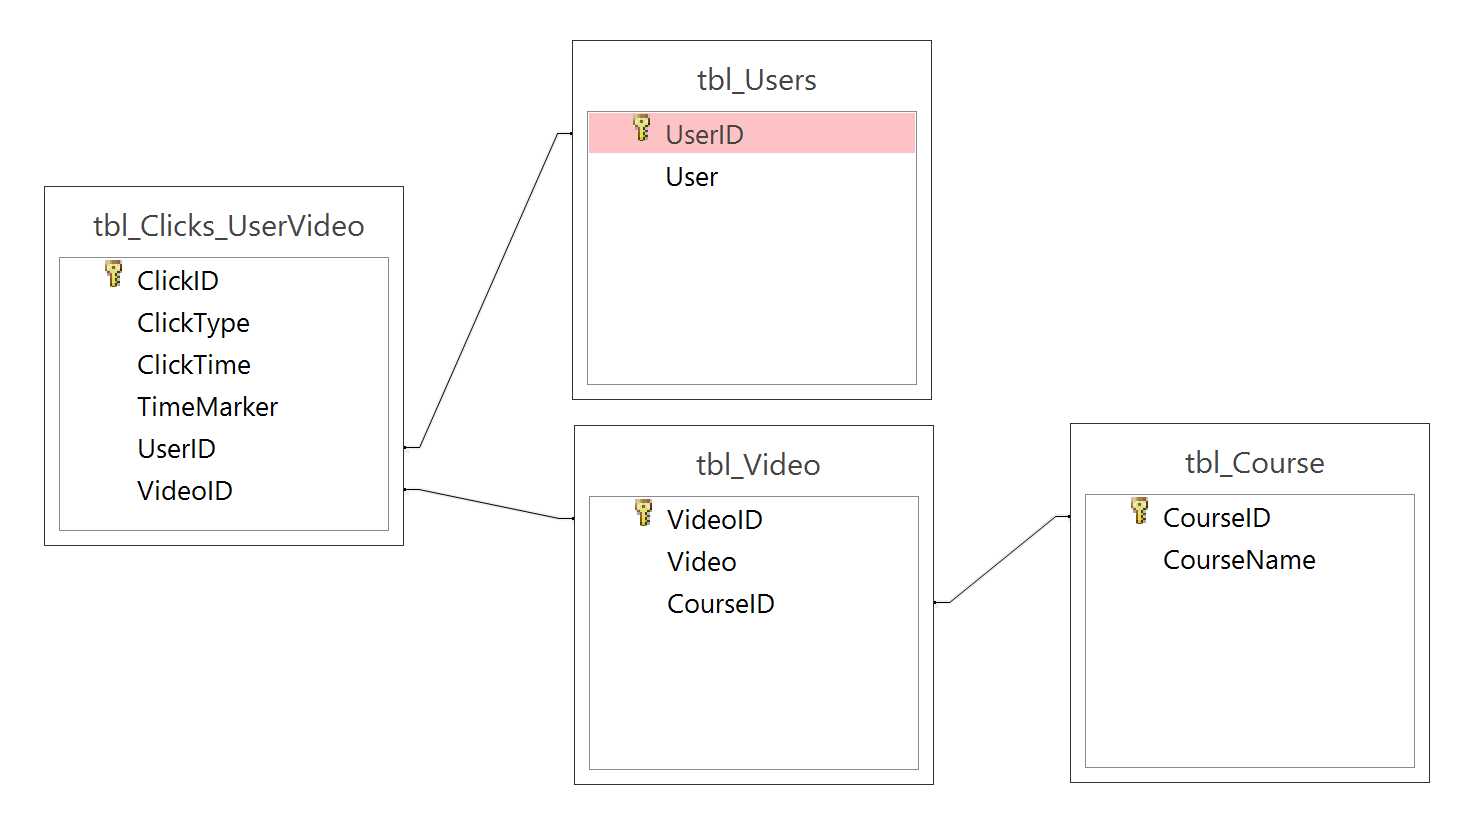 tbl_Users
UserID
User
tbl_Clicks_UserVideo
ClickID
ClickType
ClickTime
TimeMarker
UserID
VideoID
tbl_Video
VideoID
Video
CourseID
tbl_Course
CourseID
CourseName